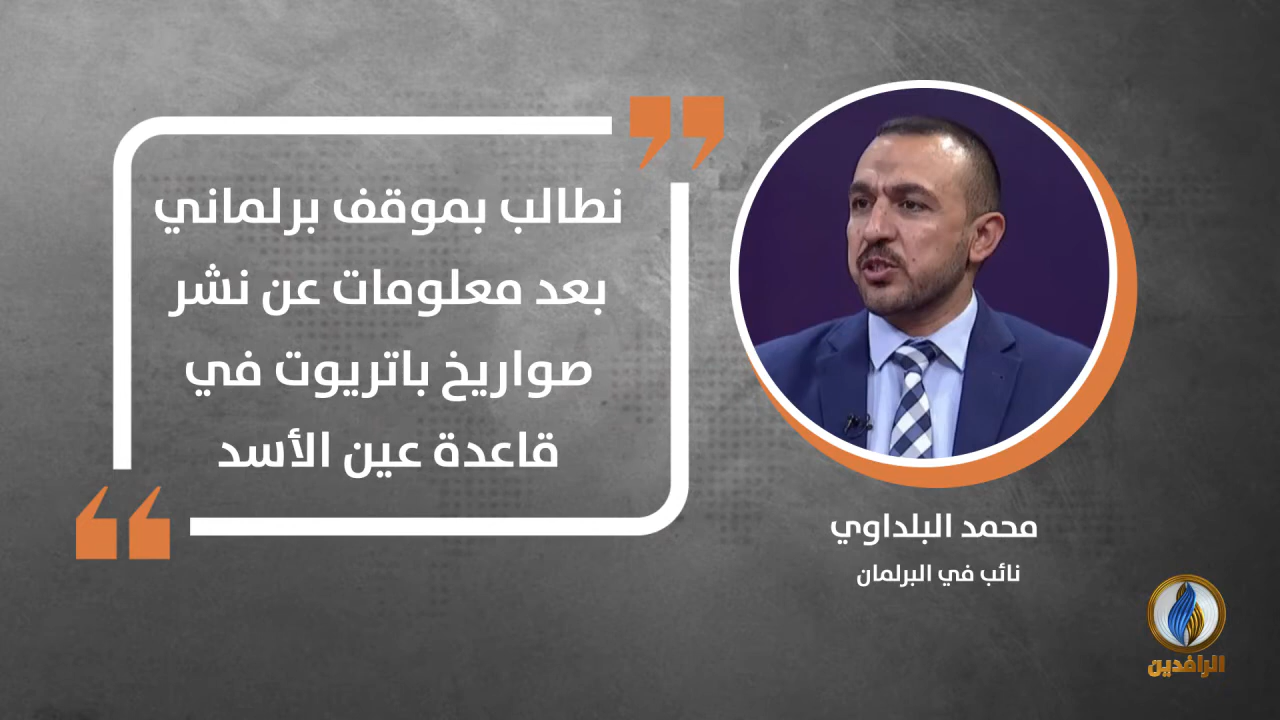 نطالب بموقف برلماني
بعد معلومات عن نشر
صواريخ باتريوت في
قاعدة عين الأسد
محمد البلداوي
نائب في البرلمان
الرافدين